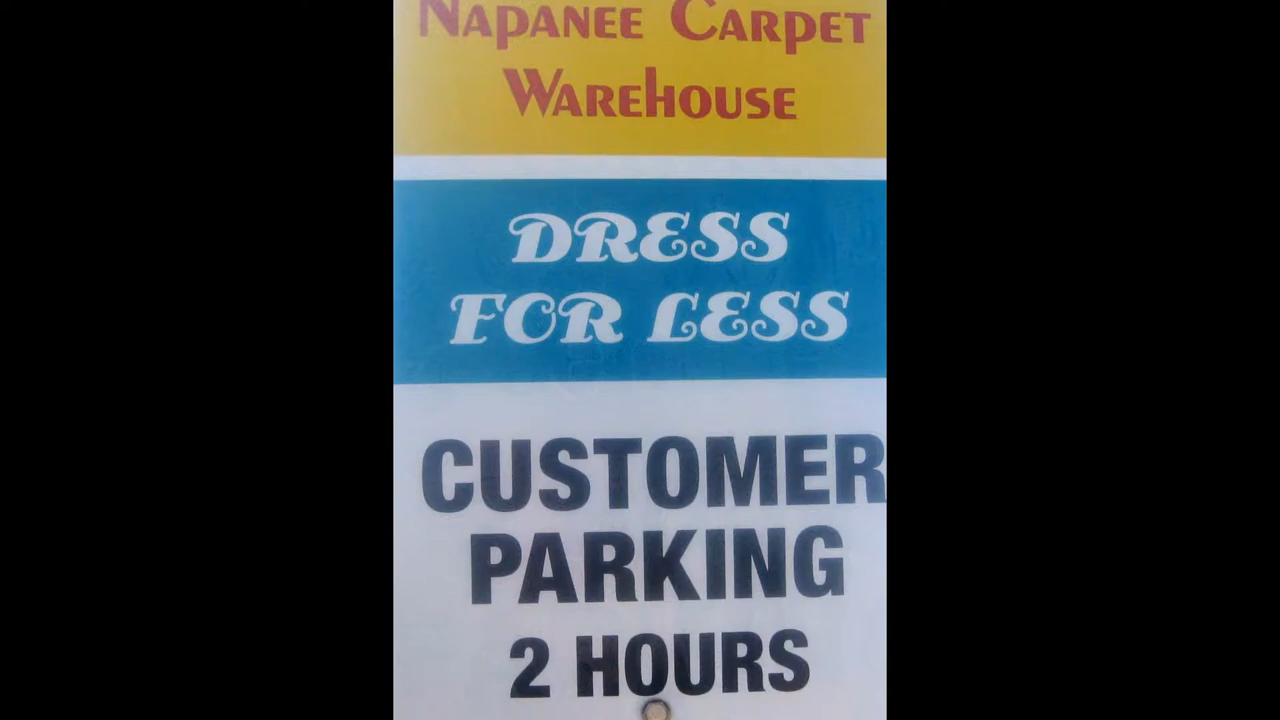 Napanee Carpet
Warehouse
DRESS
FOR LESS
CUSTOMER
PARKING
2 HOURS